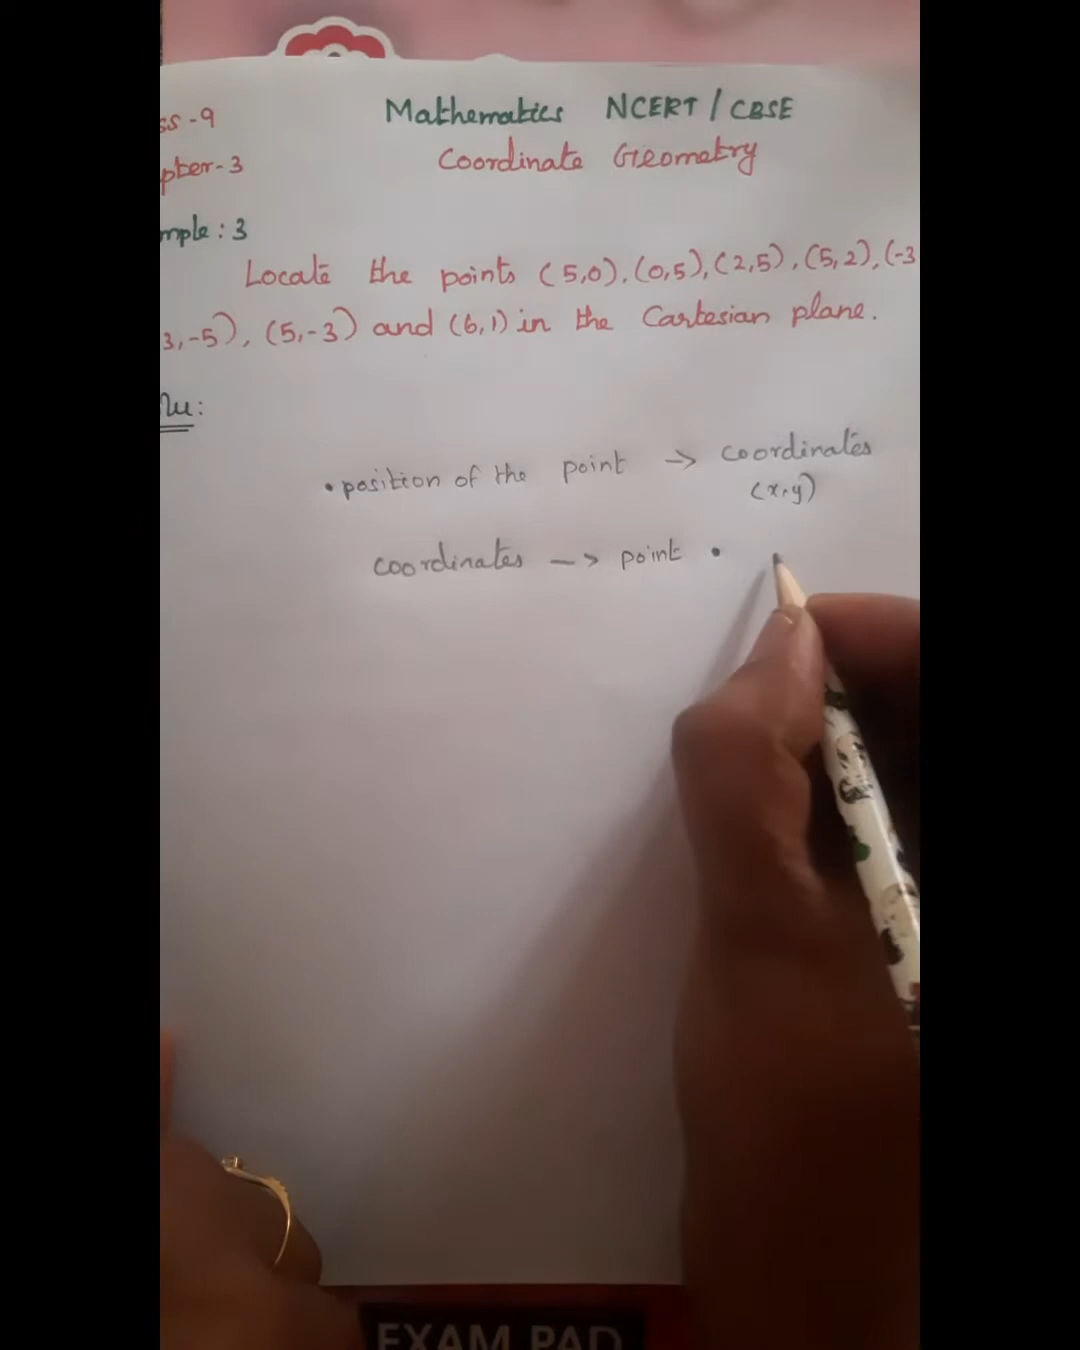 ss - 9
Mathematics NCERT / CBSE
pter - 3
Coordinate Geometry
mple : 3
Locate the points (5,0), (0,5), (2,5), (5,2), (-3
3,-5), (5,-3) and (6,1) in the Cartesian plane.
• position of the point -> coordinates
(x,y)
coordinates -> point •
EXAM PAD